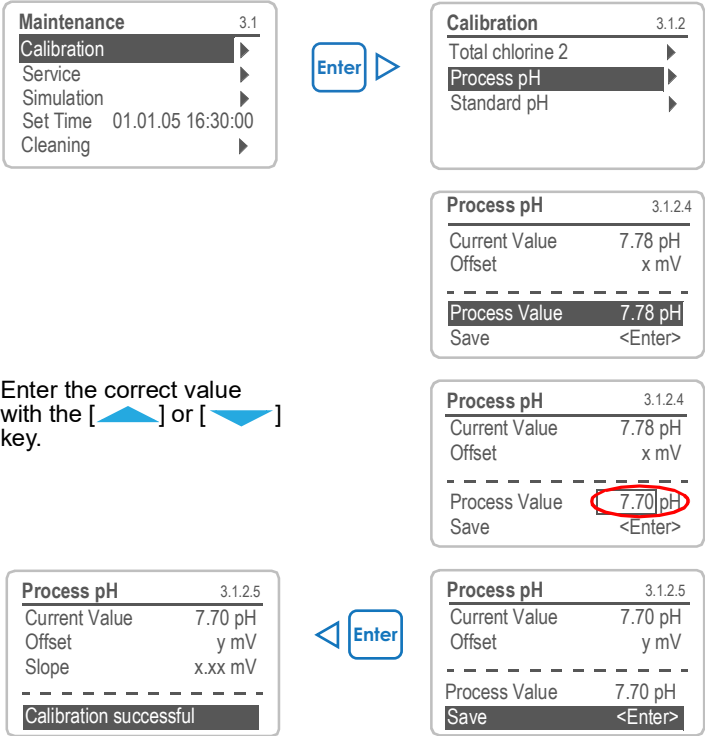 Maintenance 3.1
Calibration
Service
Simulation
Set Time 01.01.05 16:30:00
Cleaning
Enter
Calibration 3.1.2
Total chlorine 2
Process pH
Standard pH
Process pH 3.1.2.4
Current Value 7.78 pH
Offset x mV
Process Value 7.78 pH
Save <Enter>
Enter the correct value
with the [ ] or [ ]
key.
Process pH 3.1.2.4
Current Value 7.78 pH
Offset x mV
Process Value 7.70 pH
Save <Enter>
Process pH 3.1.2.5
Current Value 7.70 pH
Offset y mV
Process Value 7.70 pH
Save <Enter>
Enter
Process pH 3.1.2.5
Current Value 7.70 pH
Offset y mV
Slope x.xx mV
Calibration successful